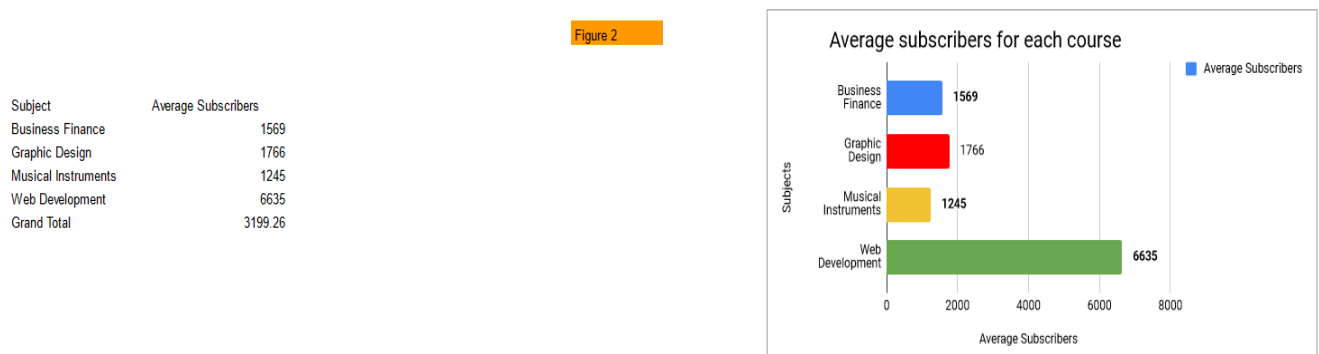 Figure 2
Subject Average Subscribers
Business Finance 1569
Graphic Design 1766
Musical Instruments 1245
Web Development 6635
Grand Total 3199.26
Average subscribers for each course
Average Subscribers
Subjects
Business
Finance
1569
Graphic
Design
1766
Musical
Instruments
1245
Web
Development
6635
0 2000 4000 6000 8000
Average Subscribers